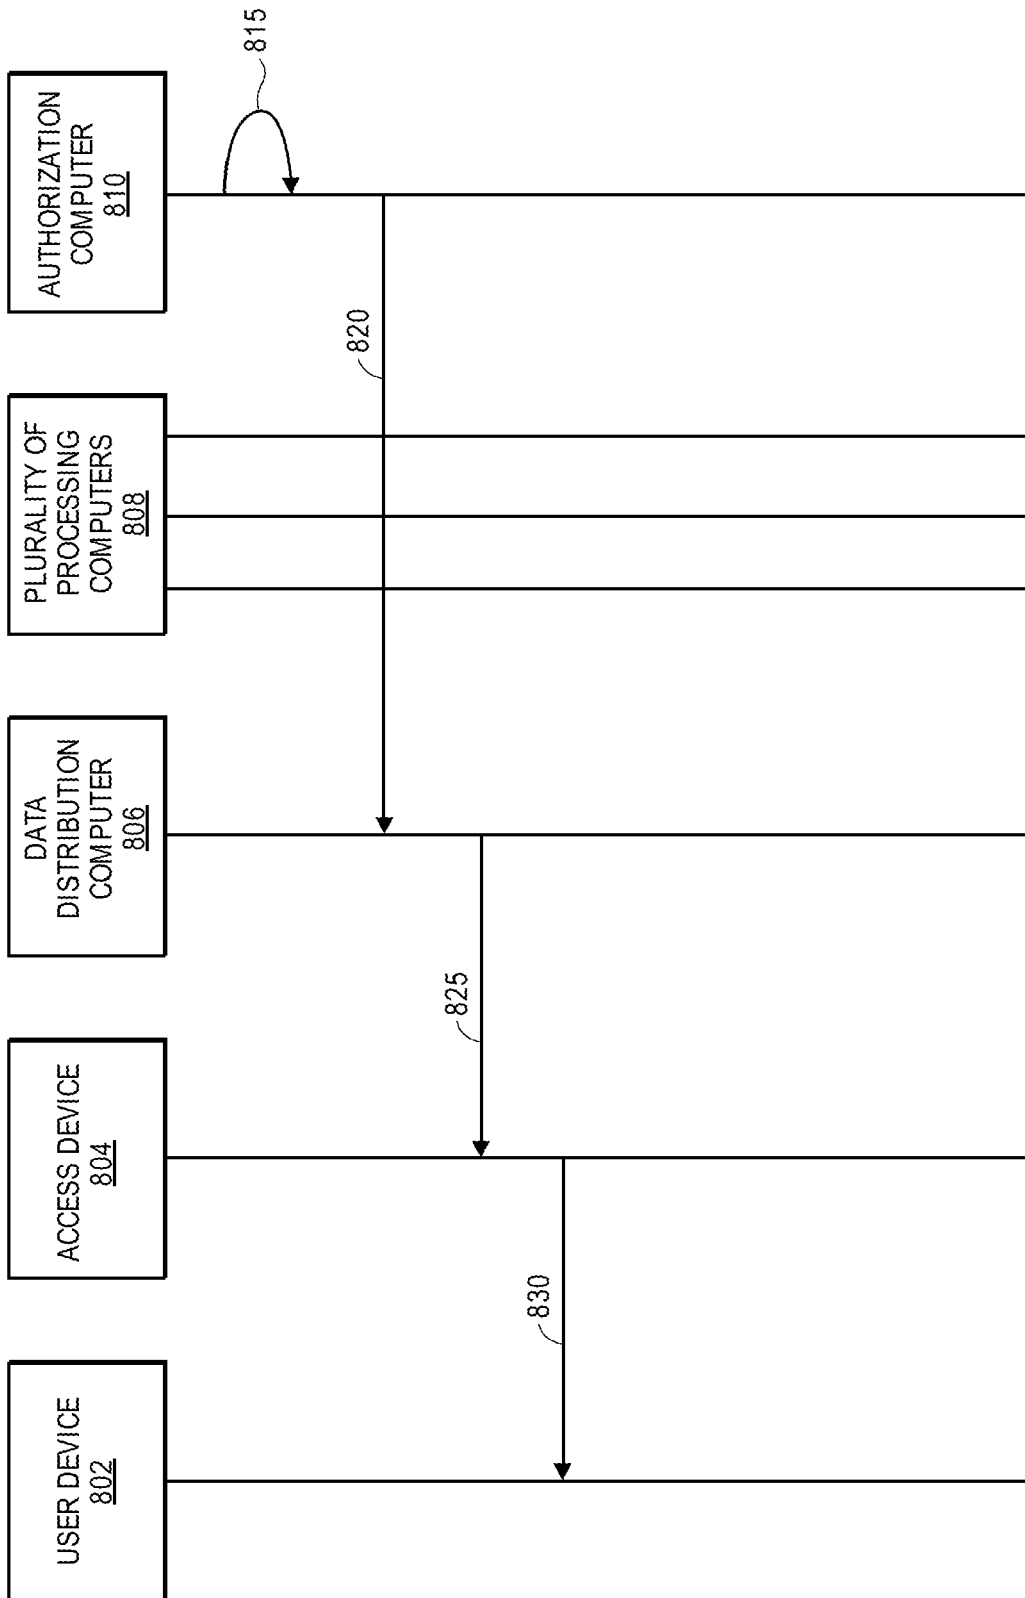 USER DEVICE
802
ACCESS DEVICE
804
DATA
DISTRIBUTION
COMPUTER
806
PLURALITY OF
PROCESSING
COMPUTERS
808
AUTHORIZATION
COMPUTER
810
815
820
825
830